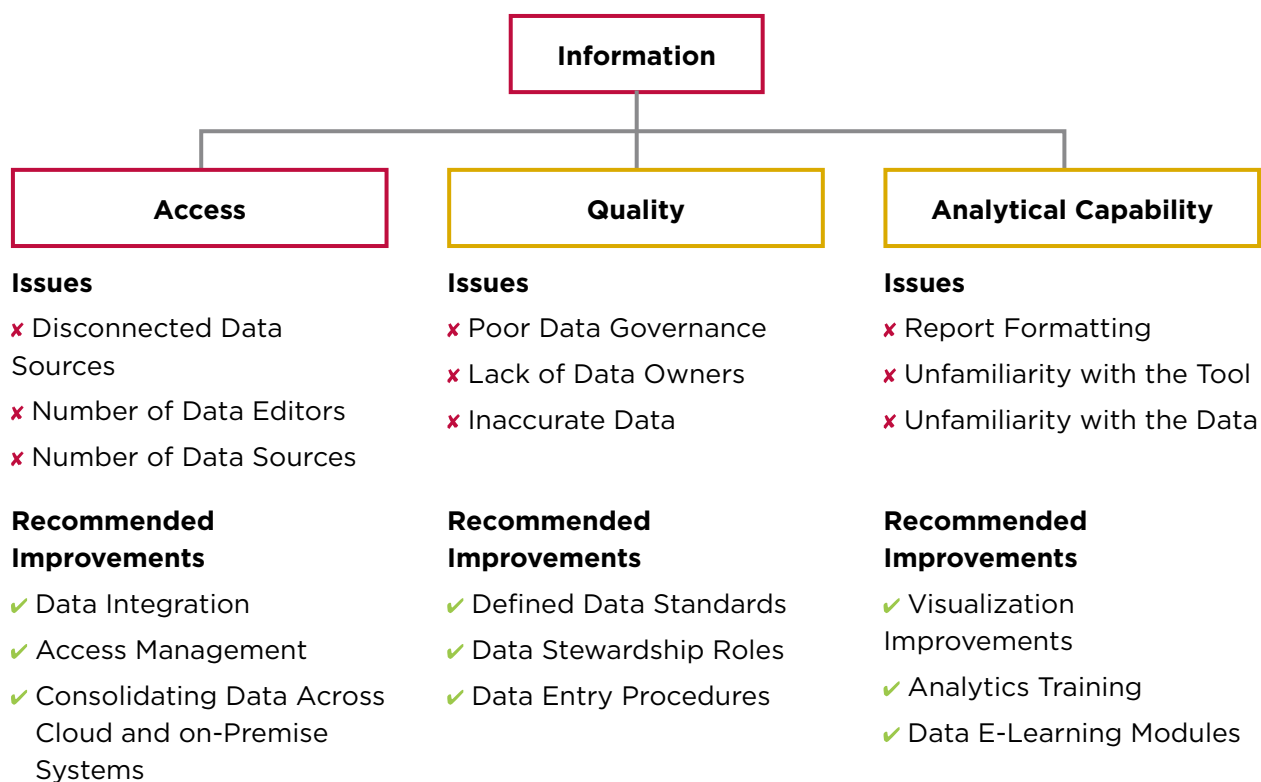 Information
Access
Quality
Analytical Capability
Issues
✘ Disconnected Data
Sources
✘ Number of Data Editors
✘ Number of Data Sources
Recommended
Improvements
✔ Data Integration
✔ Access Management
✔ Consolidating Data Across
Cloud and on-Premise
Systems
Issues
✘ Poor Data Governance
✘ Lack of Data Owners
✘ Inaccurate Data
Recommended
Improvements
✔ Defined Data Standards
✔ Data Stewardship Roles
✔ Data Entry Procedures
Issues
✘ Report Formatting
✘ Unfamiliarity with the Tool
✘ Unfamiliarity with the Data
Recommended
Improvements
✔ Visualization
Improvements
✔ Analytics Training
✔ Data E-Learning Modules